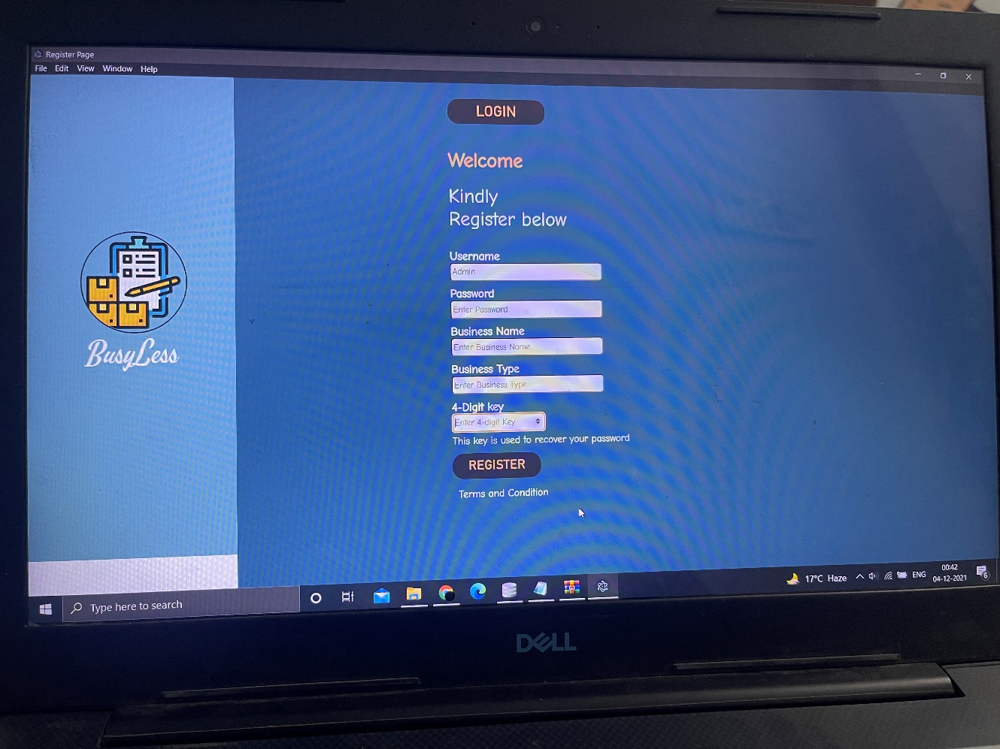 Register Page
File Edit View Window Help
LOGIN
Welcome
Kindly
Register below
Username
Admin
Password
Enter Password
Business Name
Enter Business Name
Business Type
Enter Business Type
4-Digit key
Enter 4-digit Key
This key is used to recover your password
REGISTER
Terms and Condition
BusyLess
Type here to search
17°C Haze
ENG
00:42
04-12-2021
6
DELL